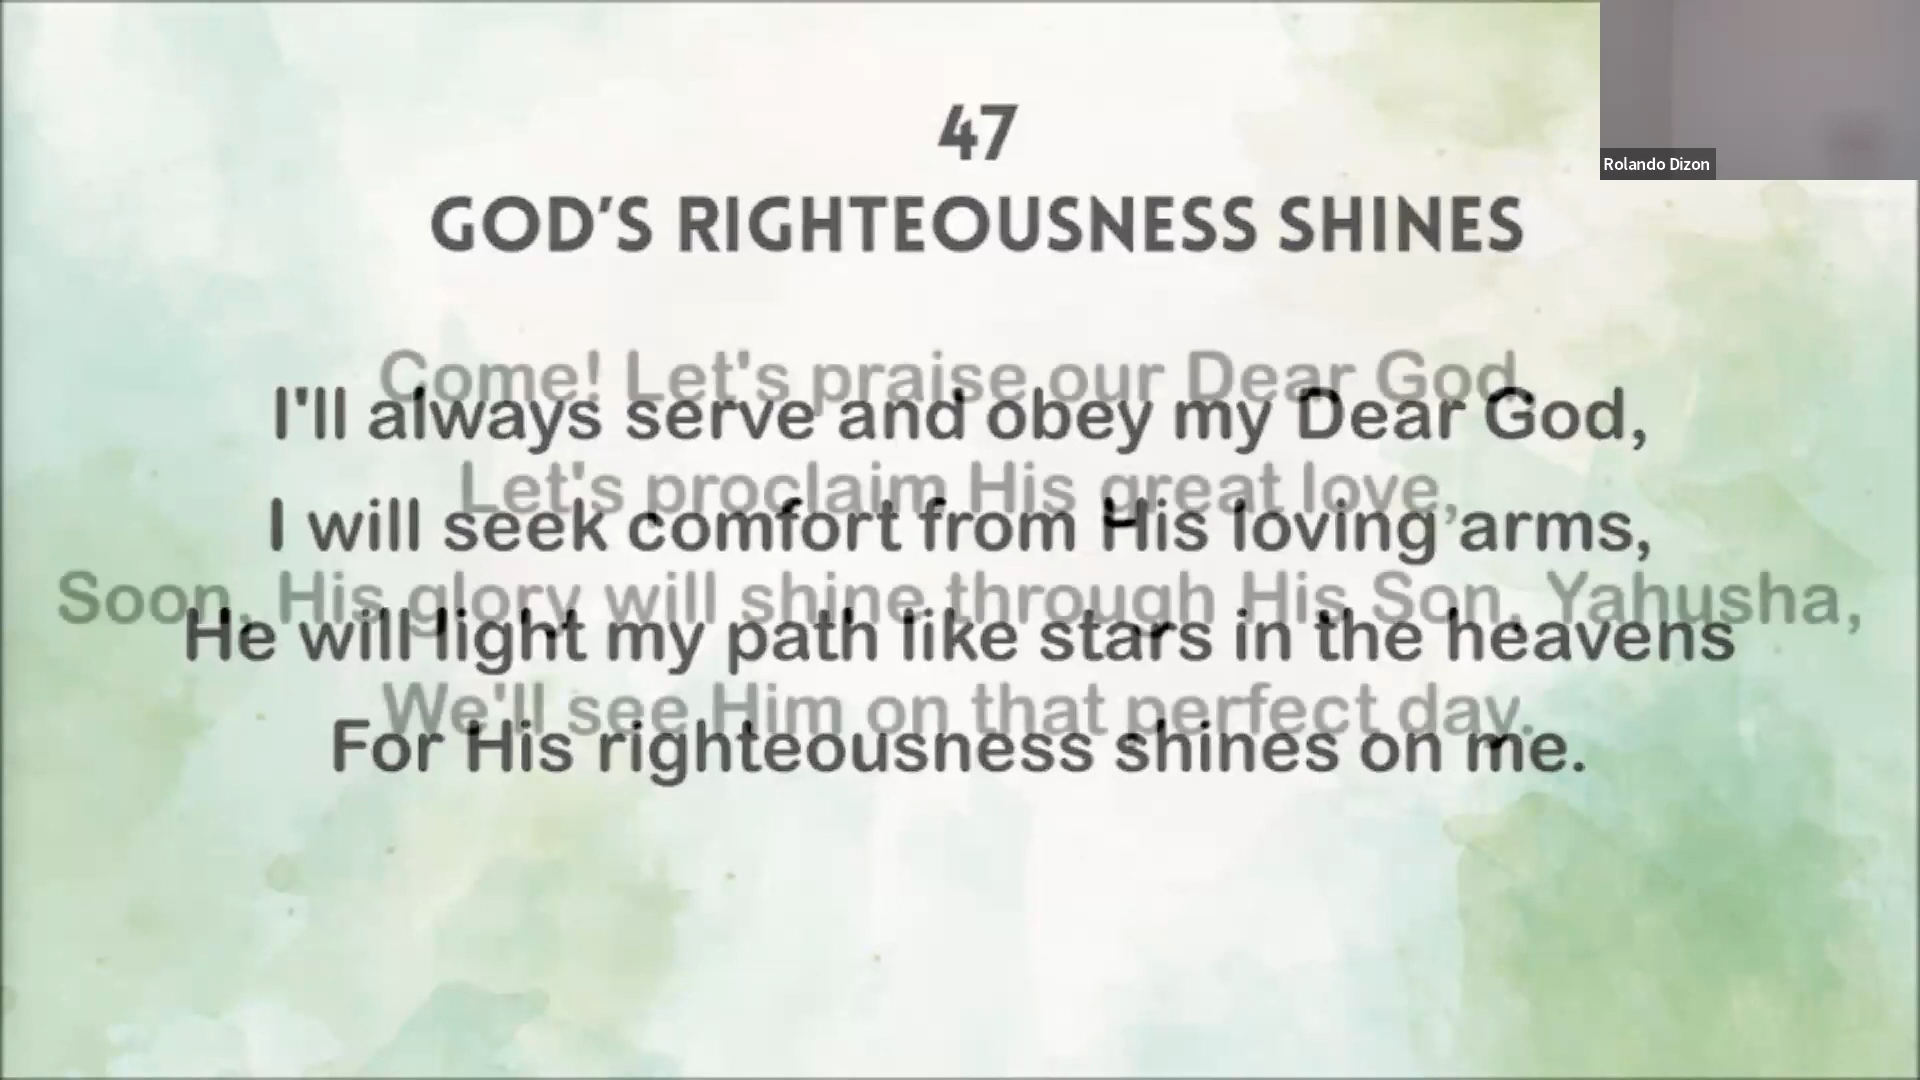 47
GOD'S RIGHTEOUSNESS SHINES
Come! Let's praise our Dear God
I'll always serve and obey my Dear God,
Let's proclaim His great love,
I will seek comfort from His loving arms,
Soon, His glory will shine through His Son, Yahusha,
He will light my path like stars in the heavens
We'll see Him on that perfect day.
For His righteousness shines on me.
Rolando Dizon